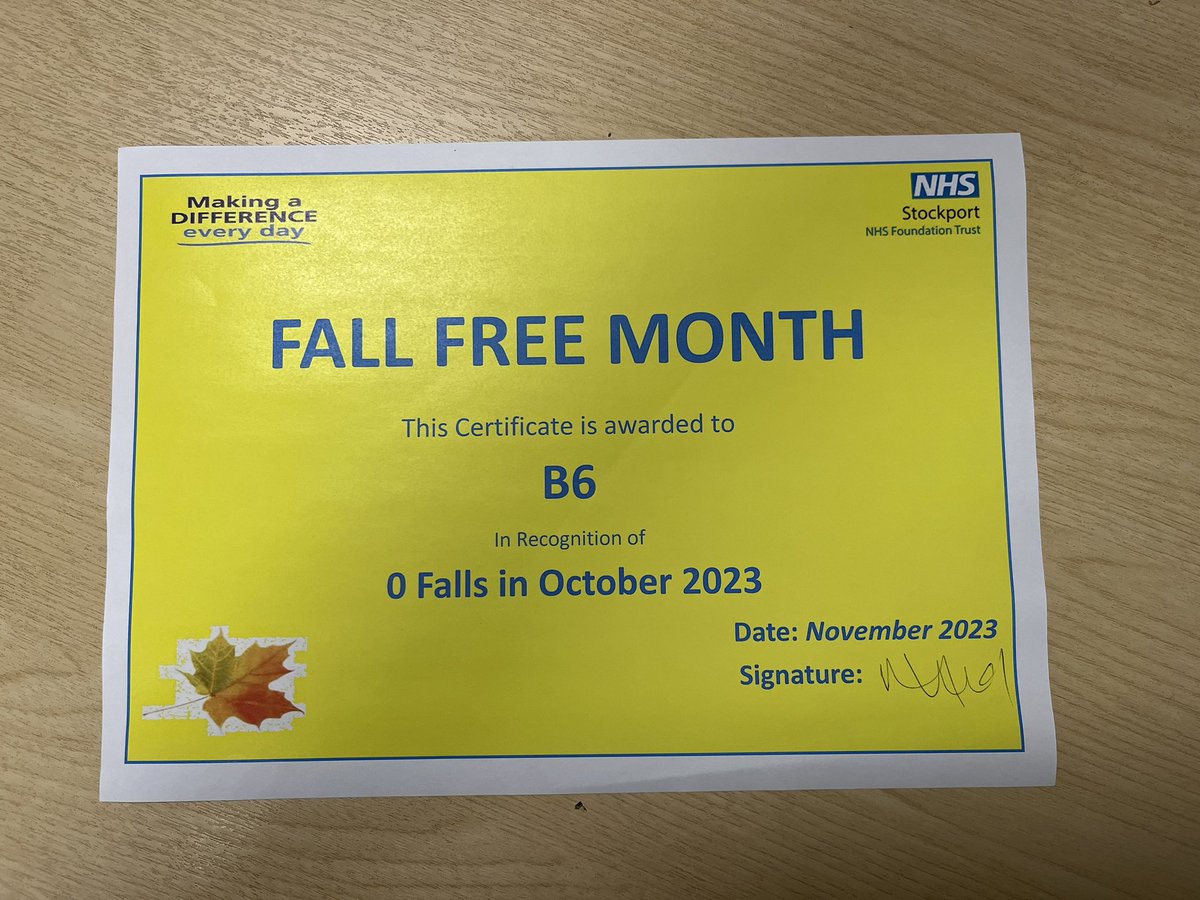 Making a
DIFFERENCE
every day
NHS
Stockport
NHS Foundation Trust
FALL FREE MONTH
This Certificate is awarded to
B6
In Recognition of
0 Falls in October 2023
Date: November 2023
Signature: